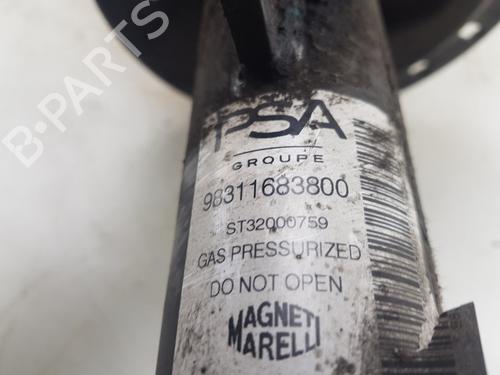 B-PARTS
PSA
GROUPE
98311683800
ST32000759
GAS PRESSURIZED
DO NOT OPEN
MAGNETI
MARELLI